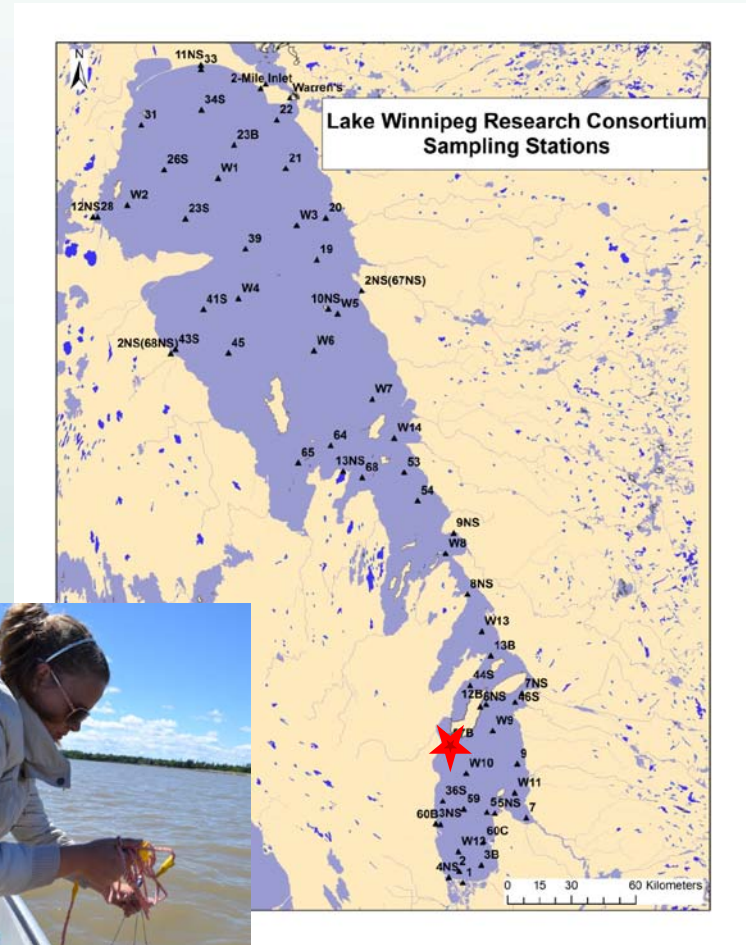 N
Lake Winnipeg Research Consortium
Sampling Stations
11NS 33
2-Mile Inlet
Warren's
34S
31
22
23B
26S
W1
21
W2
12NS 28
23S
W3
20
39
19
2NS(67NS)
W4
41S
10NS
W5
2NS(68NS)
43S
45
W6
W7
W14
64
65
13NS
68
53
54
9NS
W8
8NS
W13
13B
44S
7NS
12B
6NS
46S
W9
9
W10
W11
36S
59
55NS
7
60B
3NS
60C
W12
2
3B
4NS
1
0 15 30 60 Kilometers